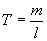 T = m/l